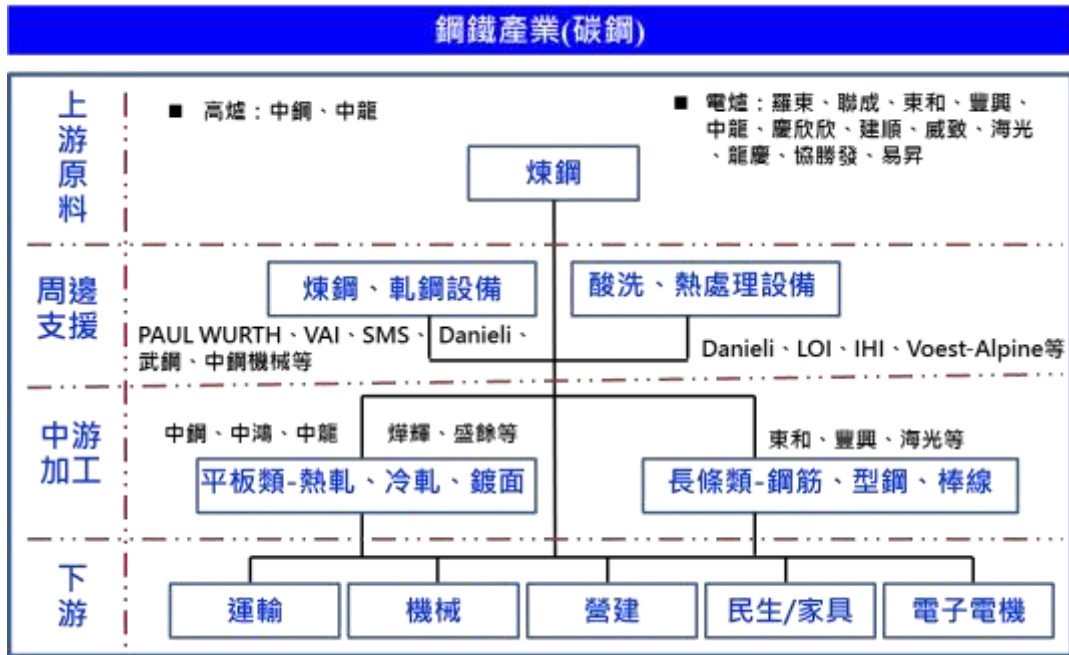 鋼鐵產業(碳鋼)
上
游
原
料
■ 高爐：中鋼、中龍
■ 電爐：羅東、聯成、東和、豐興、
中龍、慶欣欣、建順、威致、海光
、龍慶、協勝發、易昇
煉鋼
周邊
支援
煉鋼、軋鋼設備
酸洗、熱處理設備
PAUL WURTH、VAI、SMS、Danieli、
武鋼、中鋼機械等
Danieli、LOI、IHI、Voest-Alpine等
中游
加工
中鋼、中鴻、中龍
燁輝、盛餘等
東和、豐興、海光等
平板類-熱軋、冷軋、鍍面
長條類-鋼筋、型鋼、棒線
下
游
運輸
機械
營建
民生/家具
電子電機